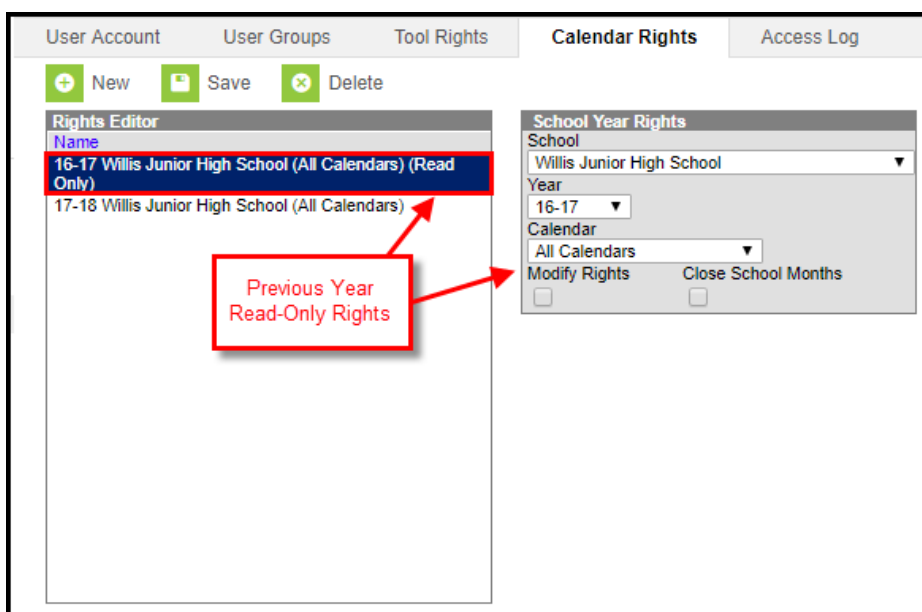 User Account User Groups Tool Rights Calendar Rights Access Log
New Save Delete
Rights Editor
Name
16-17 Willis Junior High School (All Calendars) (Read
Only)
17-18 Willis Junior High School (All Calendars)
Previous Year
Read-Only Rights
School Year Rights
School
Willis Junior High School
Year
16-17
Calendar
All Calendars
Modify Rights Close School Months